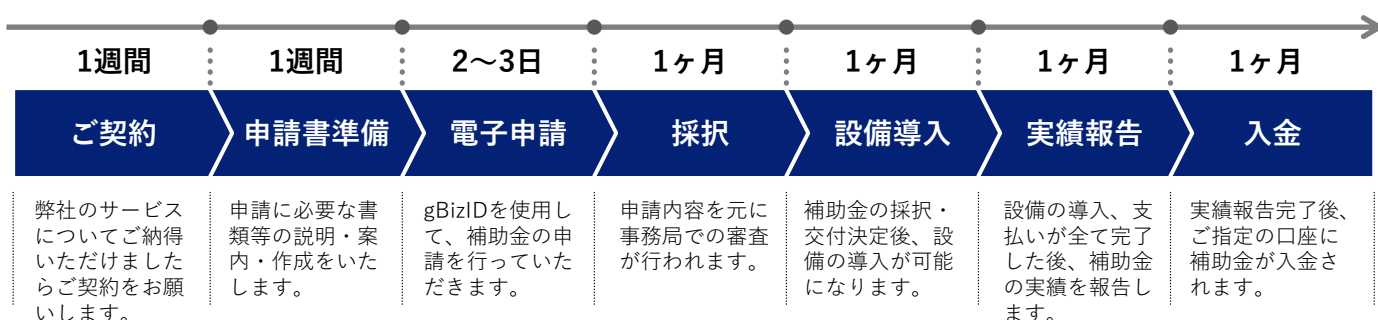 1週間
1週間
2〜3日
1ヶ月
1ヶ月
1ヶ月
1ヶ月
ご契約
申請書準備
電子申請
採択
設備導入
実績報告
入金
弊社のサービス
についてご納得
いただけました
らご契約をお願
いします。
申請に必要な書
類等の説明・案
内・作成をいた
します。
gBizIDを使用し
て、補助金の申
請を行っていた
だきます。
申請内容を元に
事務局での審査
が行われます。
補助金の採択・
交付決定後、設
備の導入が可能
になります。
設備の導入、支
払いが全て完了
した後、補助金
の実績を報告し
ます。
実績報告完了後、
ご指定の口座に
補助金が入金さ
れます。